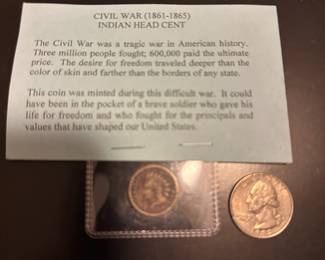 CIVIL WAR (1861-1865)
INDIAN HEAD CENT
The Civil War was a tragic war in American history.
Three million people fought; 600,000 paid the ultimate
price. The desire for freedom traveled deeper than the
color of skin and farther than the borders of any state.
This coin was minted during this difficult war. It could
have been in the pocket of a brave soldier who gave his
life for freedom and who fought for the principals and
values that have shaped our United States.